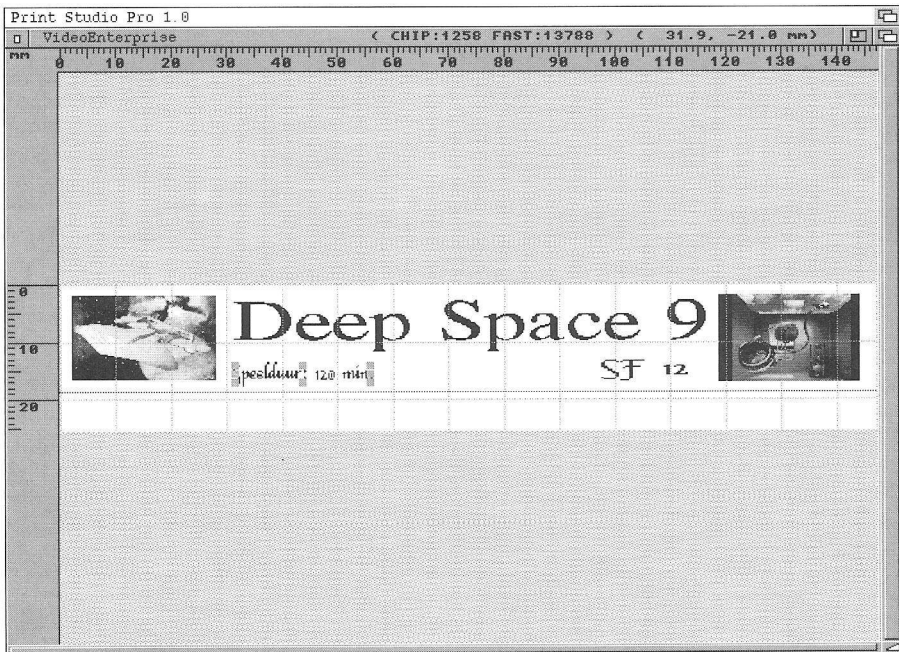 Print Studio Pro 1.0
VideoEnterprise ( CHIP:1258 FAST:13788 ) ( 31.9, -21.0 mm)
mm 0 10 20 30 40 50 60 70 80 90 100 110 120 130 140
0
Deep Space 9
10
Speelduur: 120 min.
SF 12
20